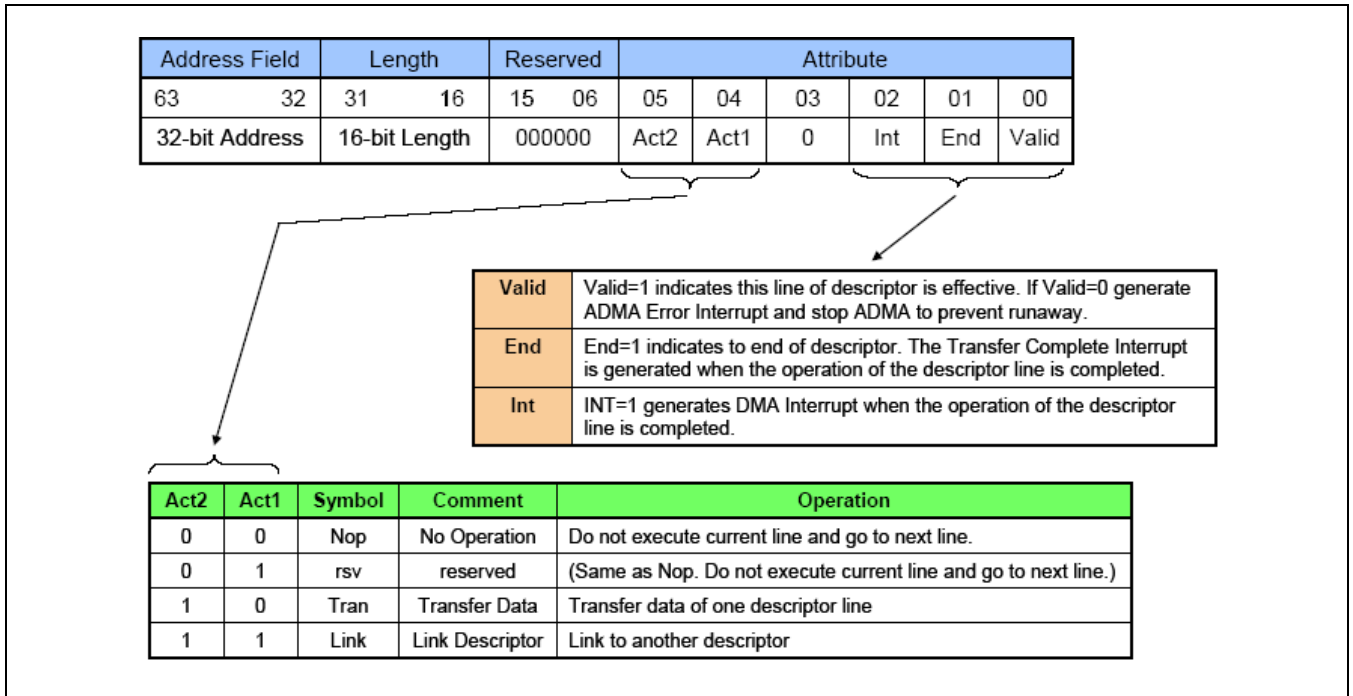 Address Field Length Reserved Attribute
63 32 31 16 15 06 05 04 03 02 01 00
32-bit Address 16-bit Length 000000 Act2 Act1 0 Int End Valid
Valid Valid=1 indicates this line of descriptor is effective. If Valid=0 generate
ADMA Error Interrupt and stop ADMA to prevent runaway.
End End=1 indicates to end of descriptor. The Transfer Complete Interrupt
is generated when the operation of the descriptor line is completed.
Int INT=1 generates DMA Interrupt when the operation of the descriptor
line is completed.
Act2 Act1 Symbol Comment Operation
0 0 Nop No Operation Do not execute current line and go to next line.
0 1 rsv reserved (Same as Nop. Do not execute current line and go to next line.)
1 0 Tran Transfer Data Transfer data of one descriptor line
1 1 Link Link Descriptor Link to another descriptor